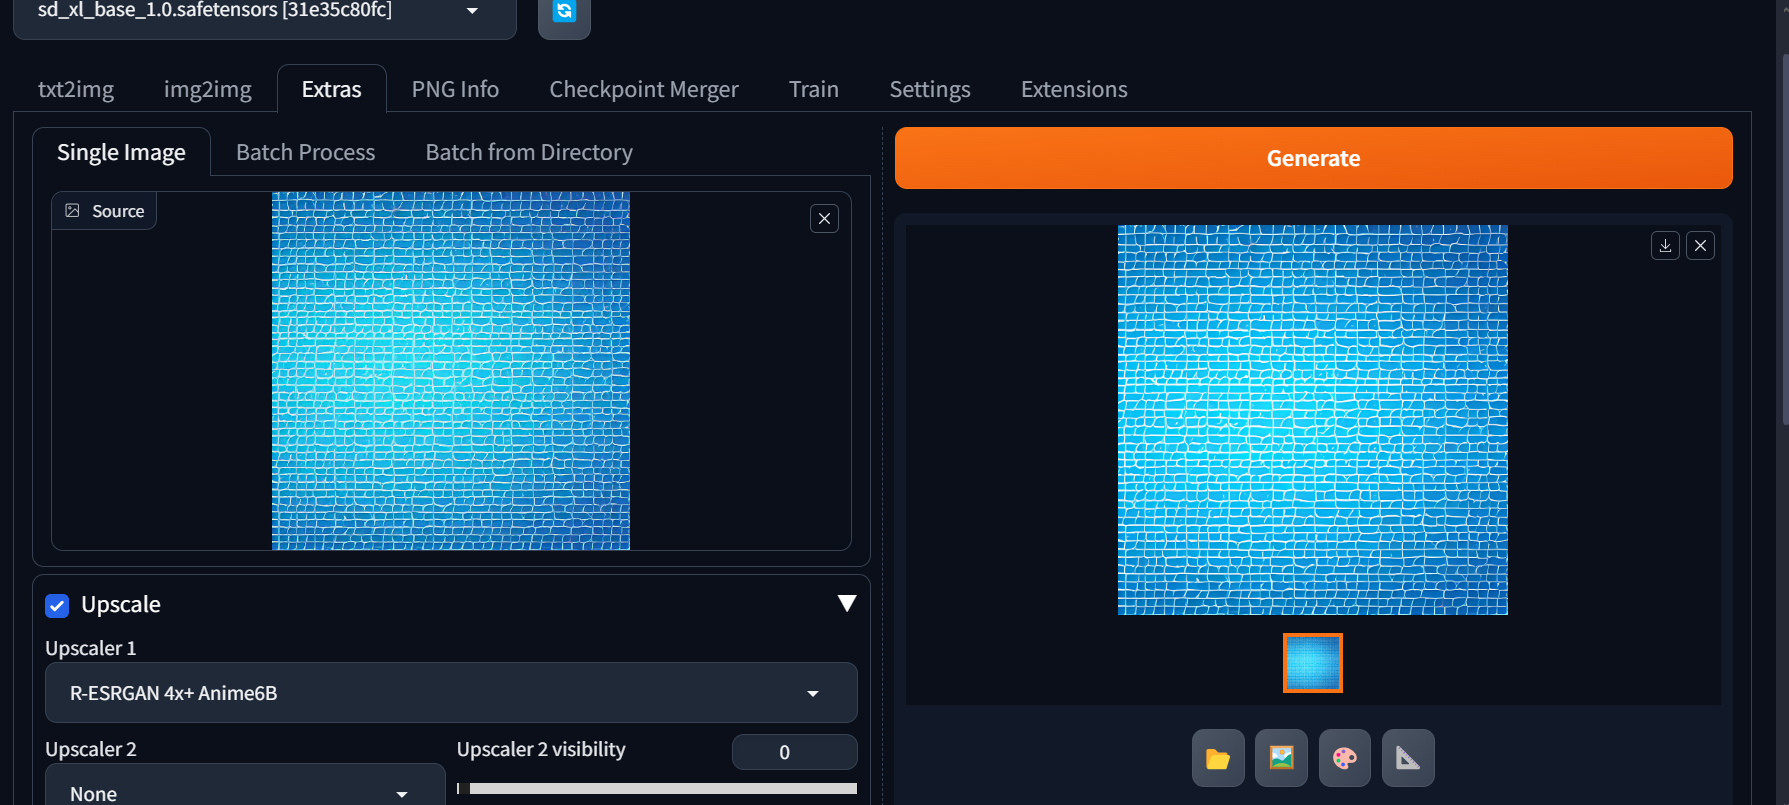 sd_xl_base_1.0.safetensors [31e35c80fc]
txt2img img2img Extras PNG Info Checkpoint Merger Train Settings Extensions
Single Image Batch Process Batch from Directory
Generate
Source
Upscale
Upscaler 1
R-ESRGAN 4x+ Anime6B
Upscaler 2
Upscaler 2 visibility
0
None